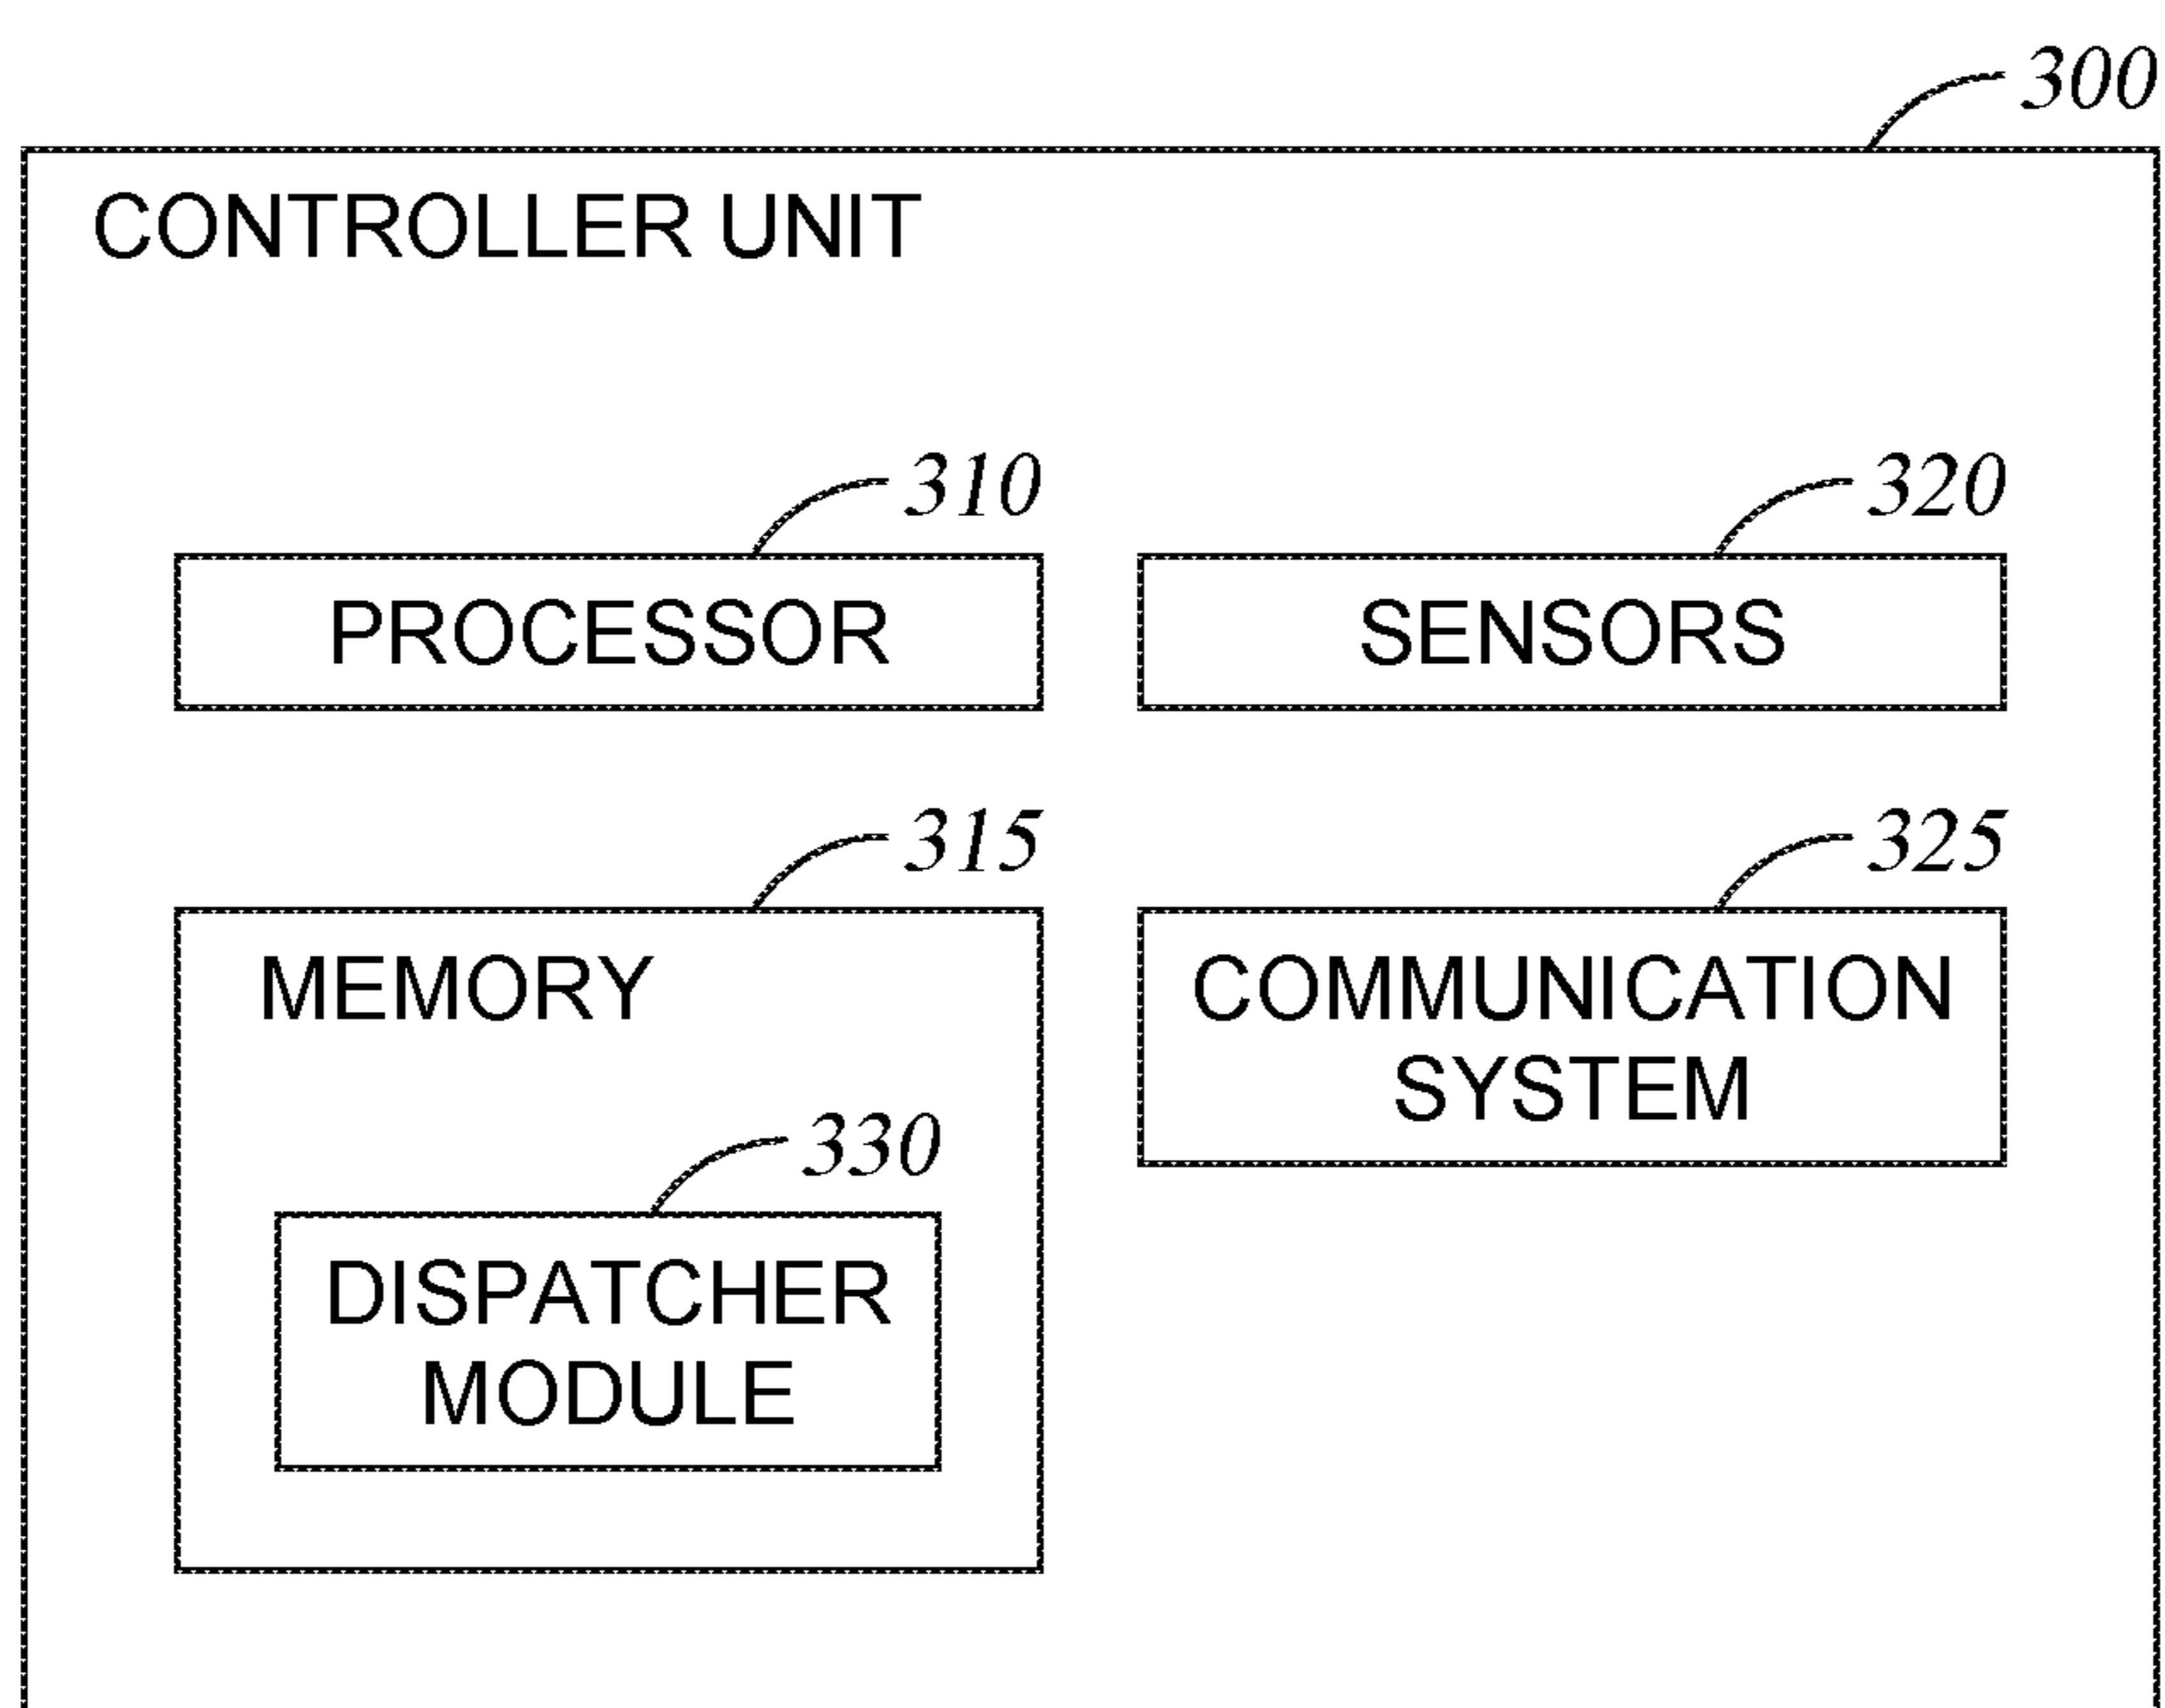 300
CONTROLLER UNIT
310
320
PROCESSOR
SENSORS
315
325
MEMORY
COMMUNICATION
SYSTEM
330
DISPATCHER
MODULE